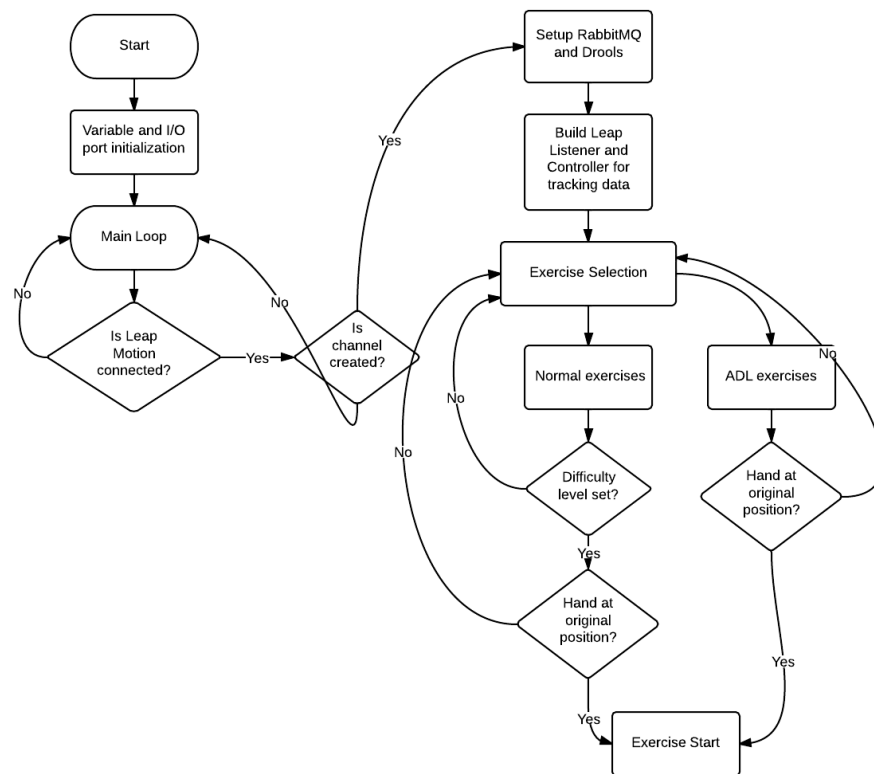 Start
Variable and I/O
port initialization
Main Loop
No
Is Leap
Motion
connected?
Yes
No
Is
channel
created?
Yes
Setup RabbitMQ
and Drools
Build Leap
Listener and
Controller for
tracking data
Exercise Selection
Normal exercises
ADL exercises
No
No
No
Difficulty
level set?
Hand at
original
position?
Yes
Hand at
original
position?
Yes
Yes
Exercise Start